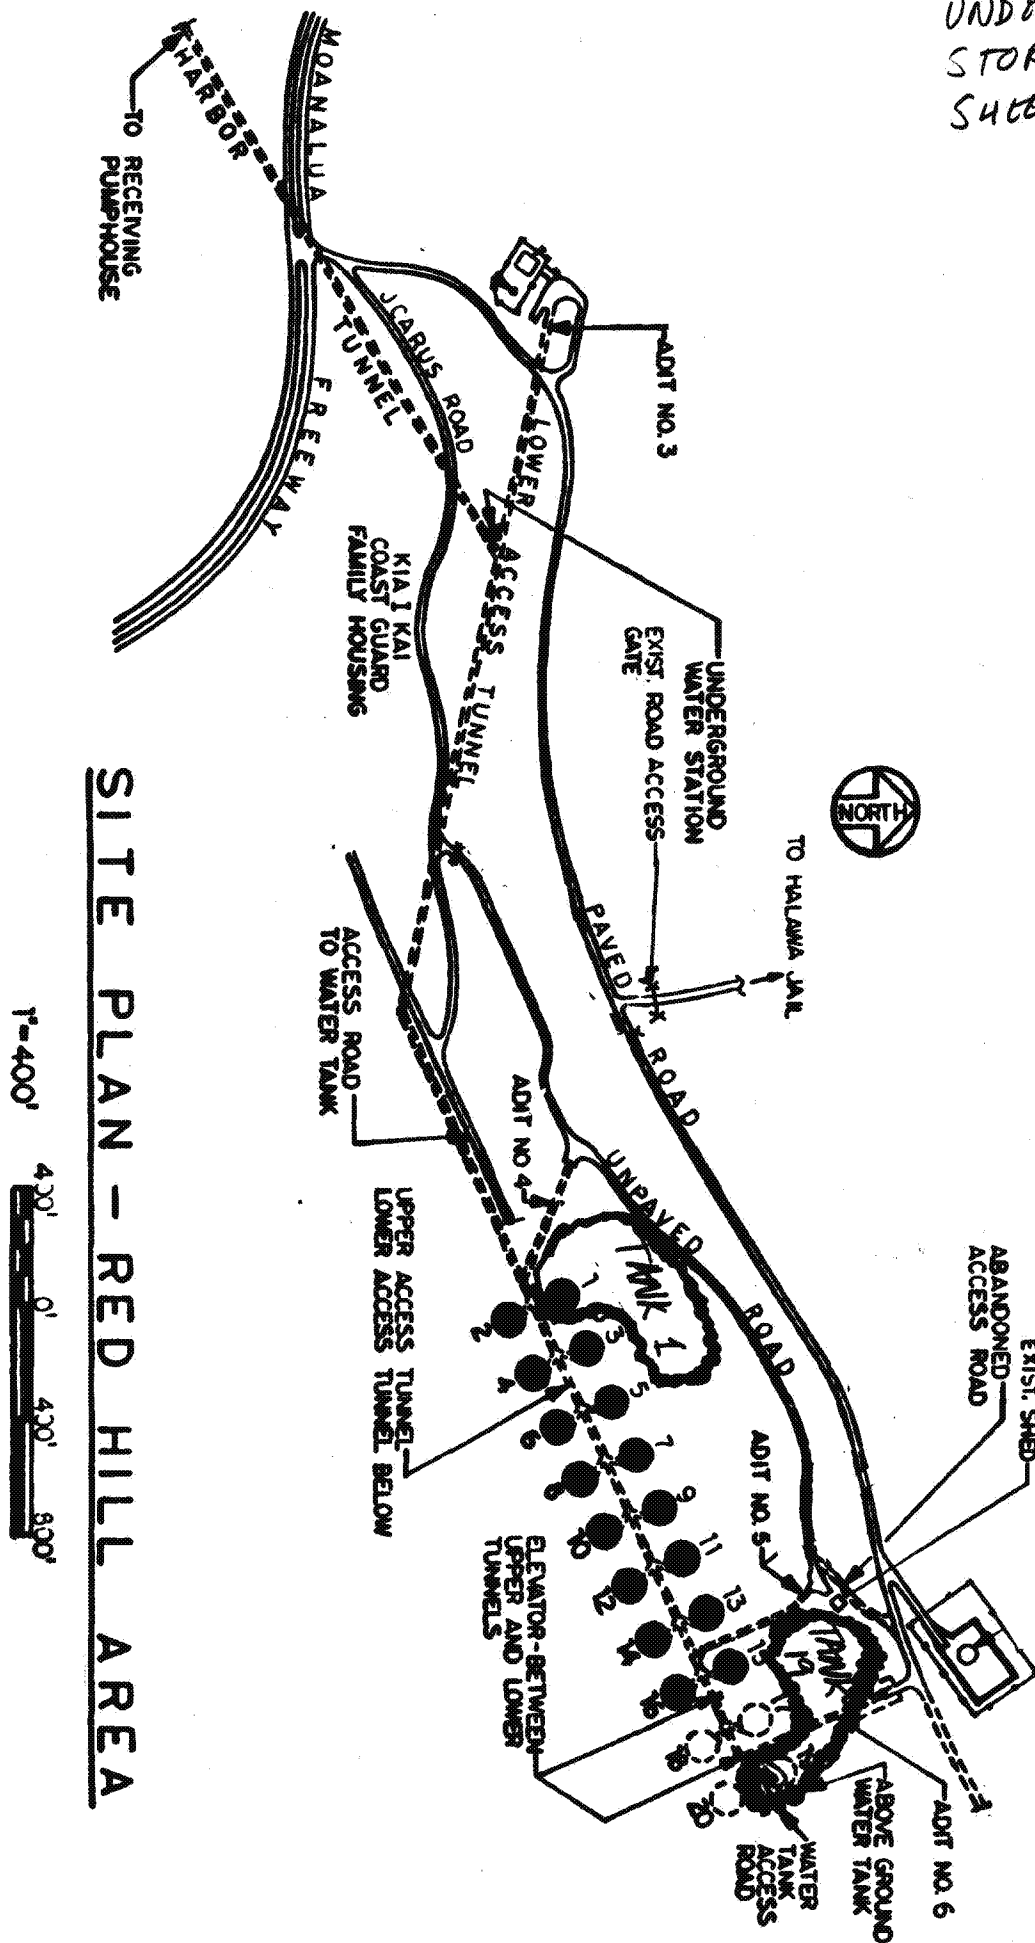 MOANALUA
FREEWAY
HARBOR
TUNNEL
TO RECEIVING
PUMPHOUSE
JCARUS ROAD
ADIT NO. 3
LOWER ACCESS TUNNEL
KIA I KAI
COAST GUARD
FAMILY HOUSING
UNDERGROUND
WATER STATION
EXIST. ROAD ACCESS
GATE
NORTH
TO HALAWA JAIL
PAVED ROAD
ACCESS ROAD
TO WATER TANK
ADIT NO 4
UNPAVED ROAD
TANK 1
UPPER ACCESS TUNNEL
LOWER ACCESS TUNNEL BELOW
1
2
3
4
5
6
7
8
9
10
11
12
13
14
15
16
17
18
20
ABANDONED
ACCESS ROAD
EXIST. SHED
ADIT NO. 5
TANK
19
ELEVATOR-BETWEEN
UPPER AND LOWER
TUNNELS
ADIT NO. 6
ABOVE GROUND
WATER TANK
WATER
TANK
ACCESS
ROAD
SITE PLAN - RED HILL AREA
1"=400'
400' 0' 400' 800'